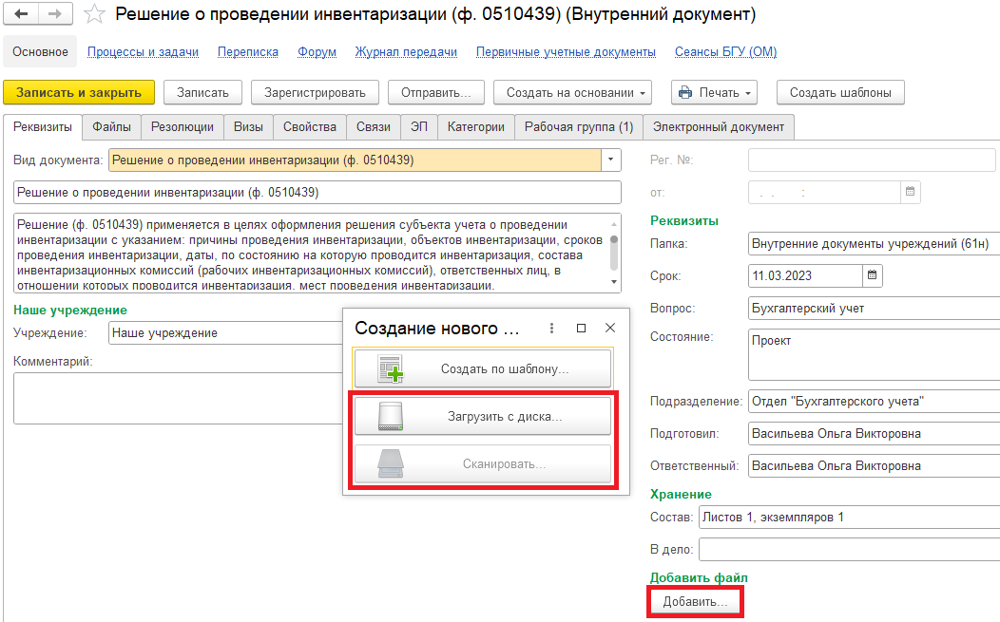 Решение о проведении инвентаризации (ф. 0510439) (Внутренний документ)
Основное Процессы и задачи Переписка Форум Журнал передачи Первичные учетные документы Сеансы БГУ (ОМ)
Записать и закрыть Записать Зарегистрировать Отправить... Создать на основании Печать Создать шаблоны
Реквизиты Файлы Резолюции Визы Свойства Связи ЭП Категории Рабочая группа (1) Электронный документ
Вид документа: Решение о проведении инвентаризации (ф. 0510439)
Решение о проведении инвентаризации (ф. 0510439)
Решение (ф. 0510439) применяется в целях оформления решения субъекта учета о проведении
инвентаризации с указанием: причины проведения инвентаризации, объектов инвентаризации, сроков
проведения инвентаризации, даты, по состоянию на которую проводится инвентаризация, состава
инвентаризационных комиссий (рабочих инвентаризационных комиссий), ответственных лиц, в
отношении которых проводится инвентаризация, мест проведения инвентаризации.
Наше учреждение
Учреждение: Наше учреждение
Комментарий:
Создание нового ...
Создать по шаблону...
Загрузить с диска...
Сканировать...
Рег. №:
от: . . :
Реквизиты
Папка: Внутренние документы учреждений (61н)
Срок: 11.03.2023
Вопрос: Бухгалтерский учет
Состояние: Проект
Подразделение: Отдел "Бухгалтерского учета"
Подготовил: Васильева Ольга Викторовна
Ответственный: Васильева Ольга Викторовна
Хранение
Состав: Листов 1, экземпляров 1
В дело:
Добавить файл
Добавить...